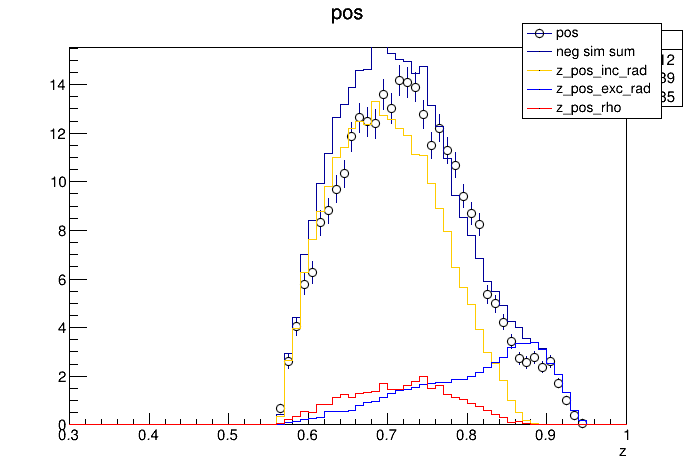 pos
pos
neg sim sum
z_pos_inc_rad
z_pos_exc_rad
z_pos_rho
12
39
35
14
12
10
8
6
4
2
0
0.3 0.4 0.5 0.6 0.7 0.8 0.9 1
z